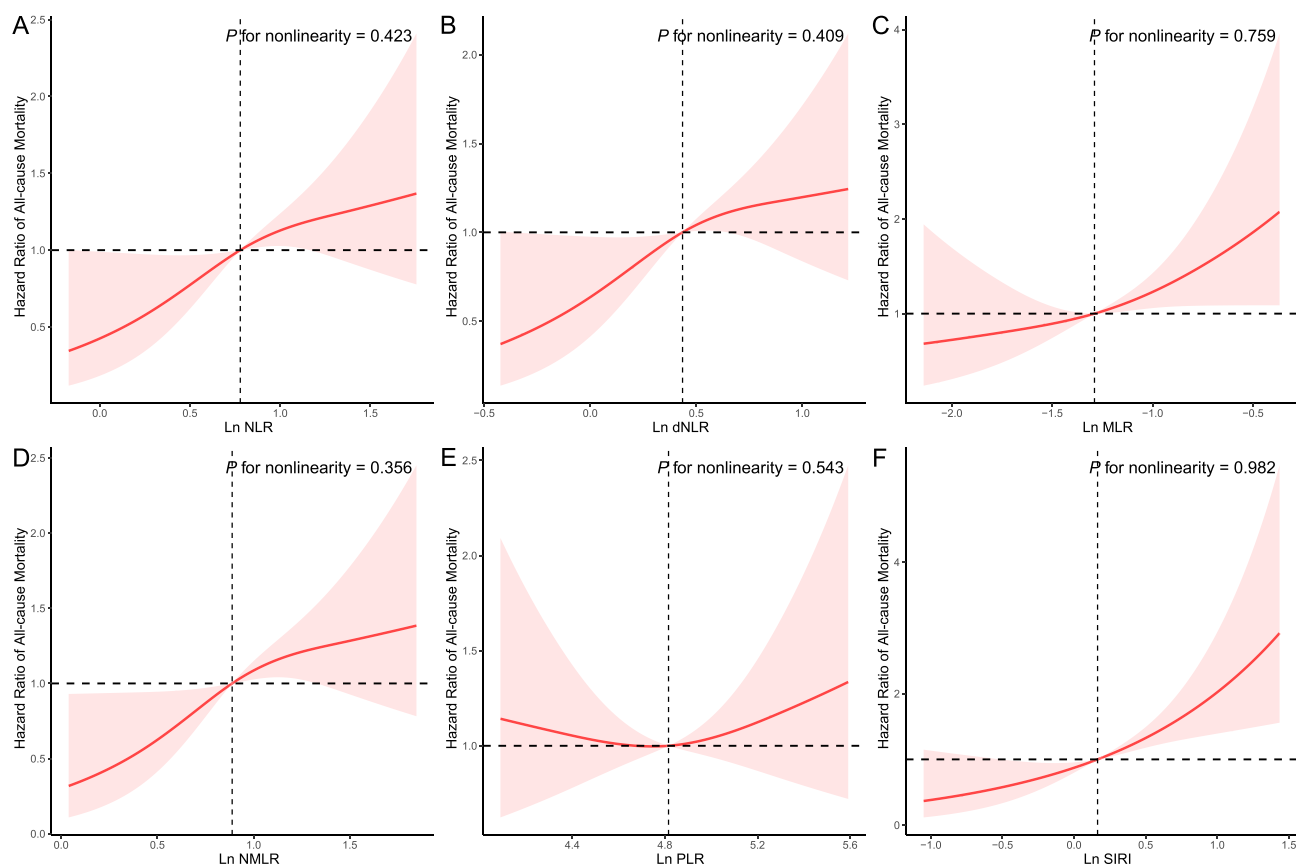 A
P for nonlinearity = 0.423
Hazard Ratio of All-cause Mortality
2.5
2.0
1.5
1.0
0.5
0.0
0.5
1.0
1.5
Ln NLR
B
P for nonlinearity = 0.409
Hazard Ratio of All-cause Mortality
2.0
1.5
1.0
0.5
−0.5
0.0
0.5
1.0
Ln dNLR
C
P for nonlinearity = 0.759
Hazard Ratio of All-cause Mortality
4
3
2
1
−2.0
−1.5
−1.0
−0.5
Ln MLR
D
P for nonlinearity = 0.356
Hazard Ratio of All-cause Mortality
2.5
2.0
1.5
1.0
0.5
0.0
0.0
0.5
1.0
1.5
Ln NMLR
E
P for nonlinearity = 0.543
Hazard Ratio of All-cause Mortality
2.5
2.0
1.5
1.0
4.4
4.8
5.2
5.6
Ln PLR
F
P for nonlinearity = 0.982
Hazard Ratio of All-cause Mortality
4
2
0
−1.0
−0.5
0.0
0.5
1.0
1.5
Ln SIRI